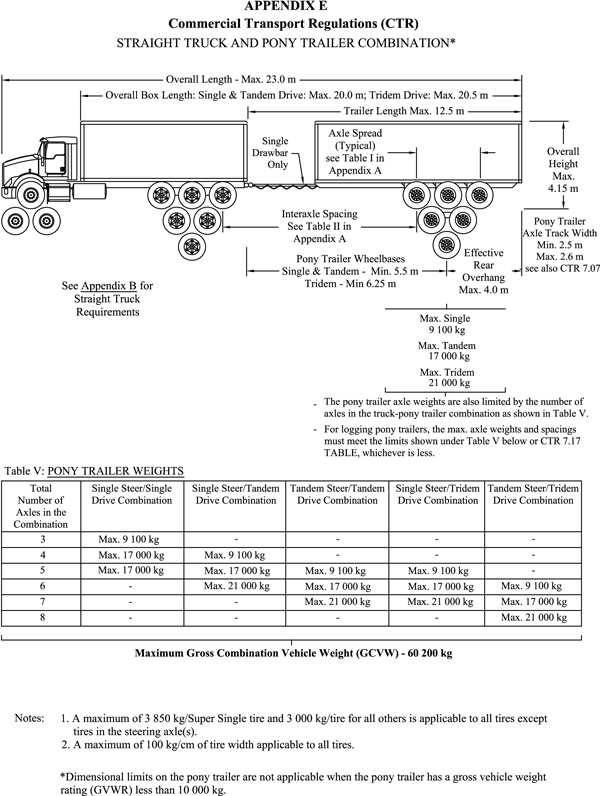 APPENDIX E
Commercial Transport Regulations (CTR)
STRAIGHT TRUCK AND PONY TRAILER COMBINATION*
Overall Length - Max. 23.0 m
Overall Box Length: Single & Tandem Drive: Max. 20.0 m; Tridem Drive: Max. 20.5 m
Trailer Length Max. 12.5 m
Single
Drawbar
Only
Axle Spread
(Typical)
see Table I in
Appendix A
Overall
Height
Max.
4.15 m
Interaxle Spacing
See Table II in
Appendix A
Pony Trailer
Axle Track Width
Min. 2.5 m
Max. 2.6 m
see also CTR 7.07
Pony Trailer Wheelbases
Single & Tandem - Min. 5.5 m
Tridem - Min 6.25 m
Effective
Rear
Overhang
Max. 4.0 m
See Appendix B for
Straight Truck
Requirements
Max. Single
9 100 kg
Max. Tandem
17 000 kg
Max. Tridem
21 000 kg
- The pony trailer axle weights are also limited by the number of
axles in the truck-pony trailer combination as shown in Table V.
- For logging pony trailers, the max. axle weights and spacings
must meet the limits shown under Table V below or CTR 7.17
TABLE, whichever is less.
Table V: PONY TRAILER WEIGHTS
Total
Number of
Axles in the
Combination
Single Steer/Single
Drive Combination
Single Steer/Tandem
Drive Combination
Tandem Steer/Tandem
Drive Combination
Single Steer/Tridem
Drive Combination
Tandem Steer/Tridem
Drive Combination
3 Max. 9 100 kg - - - -
4 Max. 17 000 kg Max. 9 100 kg - - -
5 Max. 17 000 kg Max. 17 000 kg Max. 9 100 kg Max. 9 100 kg -
6 - Max. 21 000 kg Max. 17 000 kg Max. 17 000 kg Max. 9 100 kg
7 - - Max. 21 000 kg Max. 21 000 kg Max. 17 000 kg
8 - - - - Max. 21 000 kg
Maximum Gross Combination Vehicle Weight (GCVW) - 60 200 kg
Notes: 1. A maximum of 3 850 kg/Super Single tire and 3 000 kg/tire for all others is applicable to all tires except
tires in the steering axle(s).
2. A maximum of 100 kg/cm of tire width applicable to all tires.
*Dimensional limits on the pony trailer are not applicable when the pony trailer has a gross vehicle weight
rating (GVWR) less than 10 000 kg.